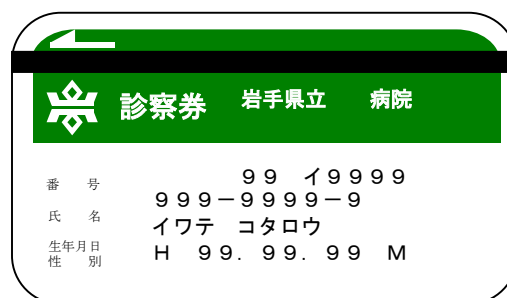 診察券 岩手県立 病院
99 イ9999
番号 999－9999－9
氏名 イワテ コタロウ
生年月日 H 99. 99. 99 M
性別